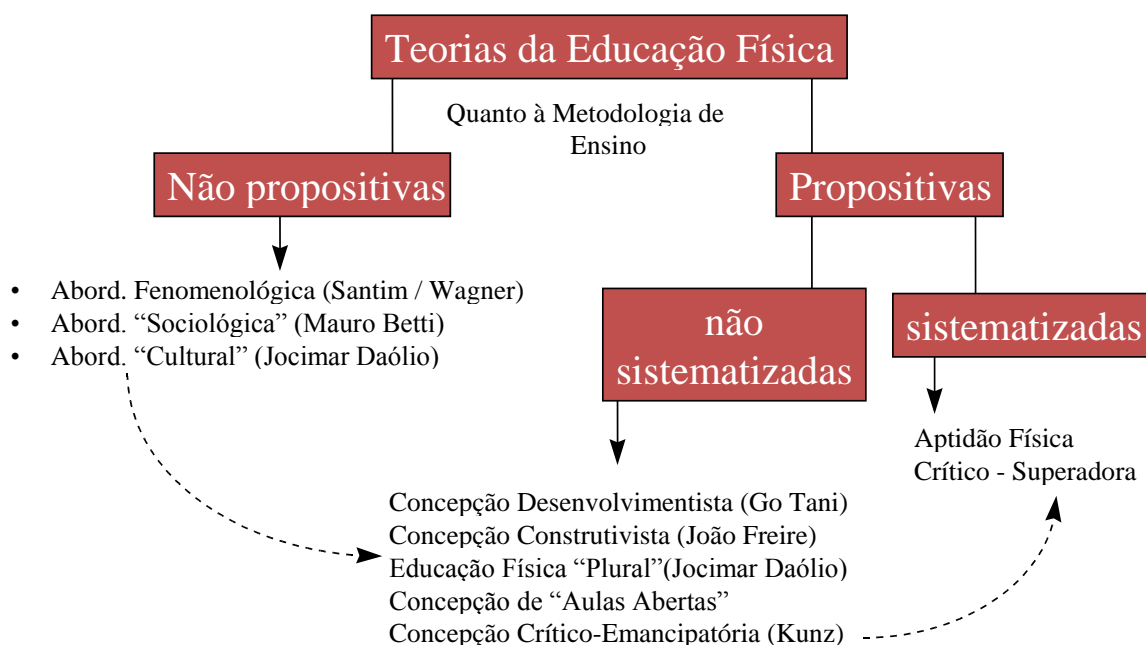 Teorias da Educação Física
Quanto à Metodologia de
Ensino
Não propositivas
Propositivas
• Abord. Fenomenológica (Santim / Wagner)
• Abord. “Sociológica” (Mauro Betti)
• Abord. “Cultural” (Jocimar Daólio)
não
sistematizadas
sistematizadas
Aptidão Física
Crítico - Superadora
Concepção Desenvolvimentista (Go Tani)
Concepção Construtivista (João Freire)
Educação Física “Plural”(Jocimar Daólio)
Concepção de “Aulas Abertas”
Concepção Crítico-Emancipatória (Kunz)